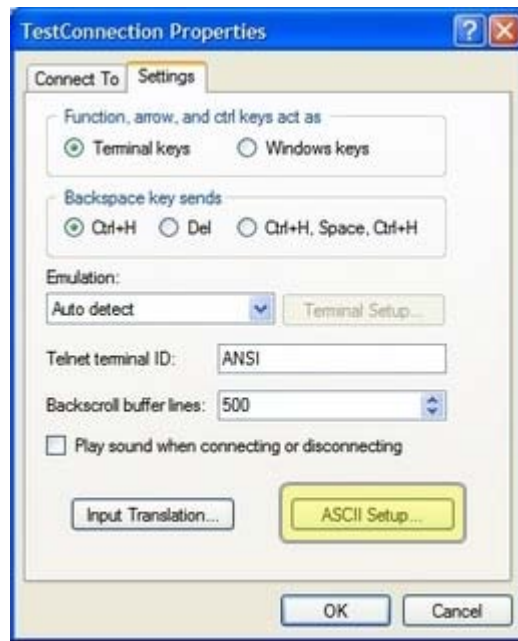 TestConnection Properties
Connect To Settings
Function, arrow, and ctrl keys act as
Terminal keys Windows keys
Backspace key sends
Ctrl+H Del Ctrl+H, Space, Ctrl+H
Emulation:
Auto detect Terminal Setup...
Telnet terminal ID: ANSI
Backscroll buffer lines: 500
Play sound when connecting or disconnecting
Input Translation... ASCII Setup...
OK Cancel